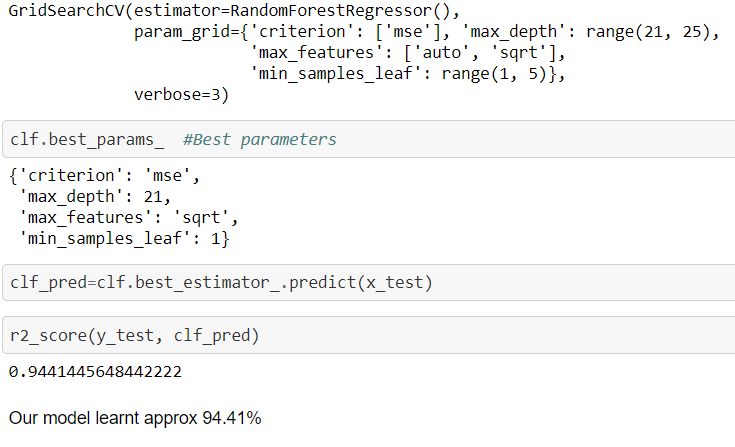 GridSearchCV(estimator=RandomForestRegressor(),
             param_grid={'criterion': ['mse'], 'max_depth': range(21, 25),
                         'max_features': ['auto', 'sqrt'],
                         'min_samples_leaf': range(1, 5)},
             verbose=3)
clf.best_params_  #Best parameters
{'criterion': 'mse',
 'max_depth': 21,
 'max_features': 'sqrt',
 'min_samples_leaf': 1}
clf_pred=clf.best_estimator_.predict(x_test)
r2_score(y_test, clf_pred)
0.9441445648442222
Our model learnt approx 94.41%